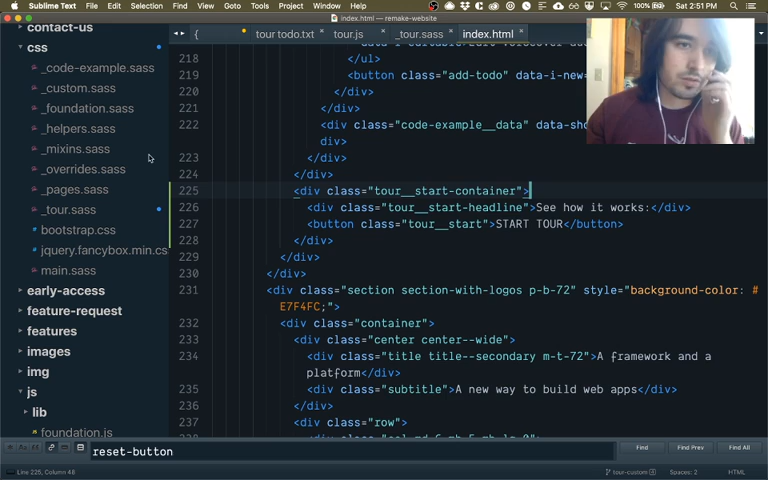 Sublime Text File Edit Selection Find View Goto Tools Project Window Help 100% Sat 2:51 PM
index.html — remake-website
contact-us
css
_code-example.sass
_custom.sass
_foundation.sass
_helpers.sass
_mixins.sass
_overrides.sass
_pages.sass
_tour.sass
bootstrap.css
jquery.fancybox.min.cs
main.sass
early-access
feature-request
features
images
img
js
lib
foundation.js
{ tour todo.txt tour.js _tour.sass index.html
218 </ul>
219 <button class="add-todo" data-i-new=
220 </div>
221 </div>
222 <div class="code-example__data" data-sho
div>
223 </div>
224 </div>
225 <div class="tour__start-container">
226 <div class="tour__start-headline">See how it works:</div>
227 <button class="tour__start">START TOUR</button>
228 </div>
229 </div>
230 </div>
231 <div class="section section-with-logos p-b-72" style="background-color: #
E7F4FC;">
232 <div class="container">
233 <div class="center center--wide">
234 <div class="title title--secondary m-t-72">A framework and a
platform</div>
235 <div class="subtitle">A new way to build web apps</div>
236 </div>
237 <div class="row">
reset-button Find Find Prev Find All
Line 225, Column 48 tour-custom Spaces: 2 HTML